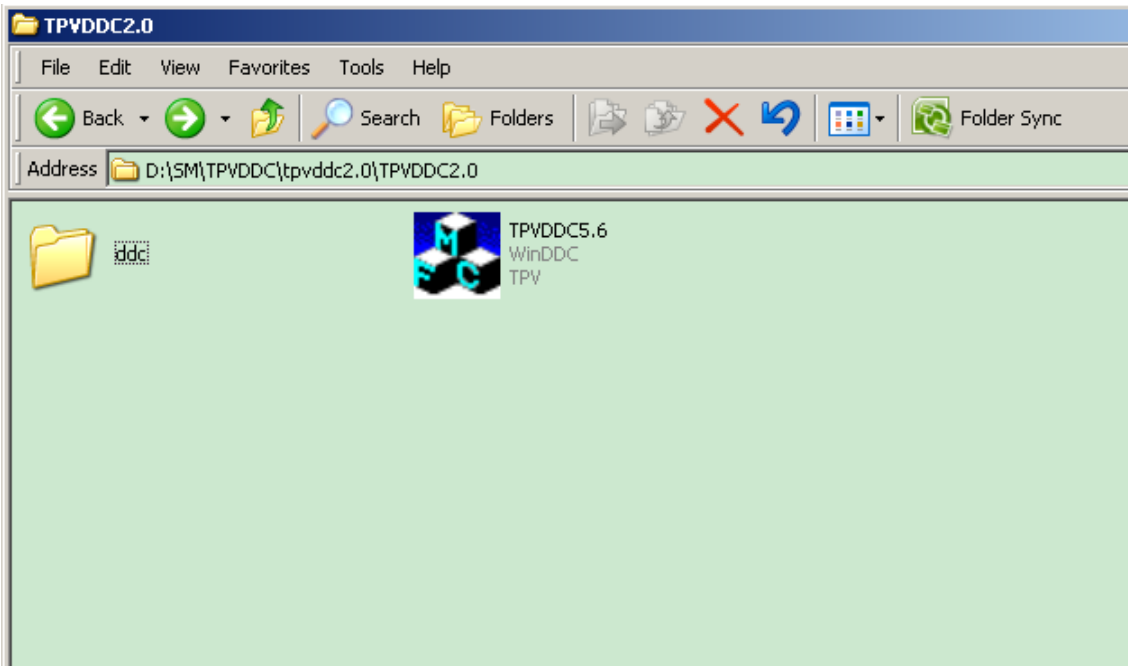 TPVDDC2.0
File Edit View Favorites Tools Help
Back Search Folders Folder Sync
Address D:\SM\TPVDDC\tpvddc2.0\TPVDDC2.0
ddc
MFC
TPVDDC5.6
WinDDC
TPV